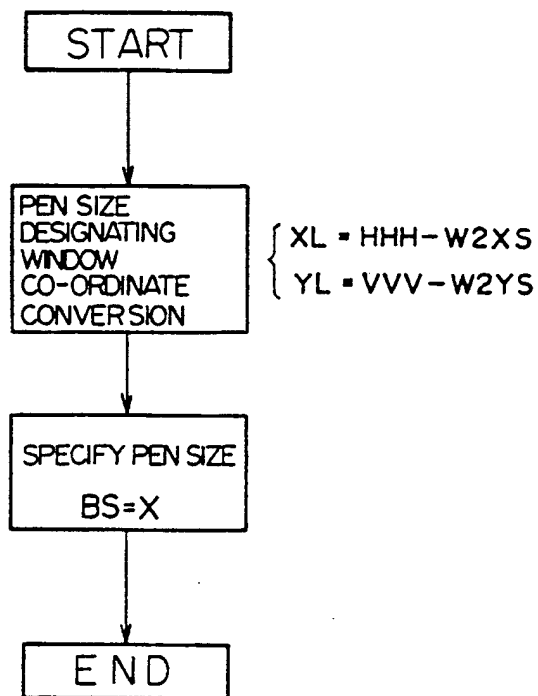 START
PEN SIZE
DESIGNATING
WINDOW
CO-ORDINATE
CONVERSION
XL = HHH-W2XS
YL = VVV-W2YS
SPECIFY PEN SIZE
BS=X
END